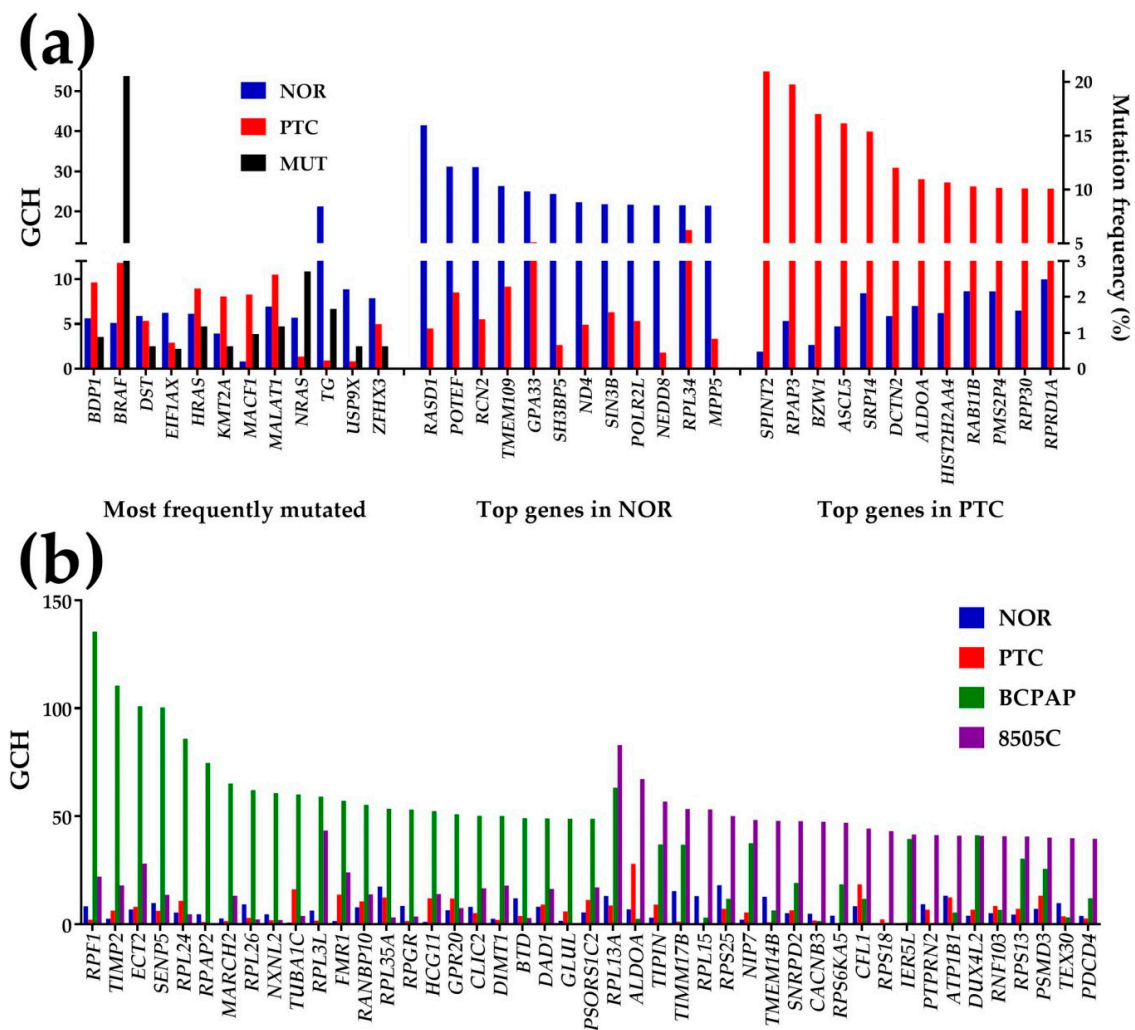 (a)
GCH
50
40
30
20
10
5
0
NOR
PTC
MUT
20
15
10
5
3
2
1
0
Mutation frequency (%)
BDP1
BRAF
DST
EIF1AX
HRAS
KMT2A
MACF1
MALAT1
NRAS
TG
USP9X
ZFHX3
RASD1
POTEF
RCN2
TMEM109
GPA33
SH3BP5
ND4
SIN3B
POLR2L
NEDD8
RPL34
MPP5
SPINT2
RPAP3
BZW1
ASCL5
SRP14
DCTN2
ALDOA
HIST2H2AA4
RAB11B
PMS2P4
RPP30
RPRD1A
Most frequently mutated
Top genes in NOR
Top genes in PTC
(b)
GCH
150
100
50
0
NOR
PTC
BCPAP
8505C
RPF1
TIMP2
ECT2
SENP5
RPL24
RPAP2
MARCH2
RPL26
NXNL2
TUBA1C
RPL3L
FMR1
RANBP10
RPL35A
RPGR
HCG11
GPR20
CLIC2
DIMT1
BTD
DAD1
GLUL
PSORS1C2
RPL13A
ALDOA
TIPIN
TIMM17B
RPL15
RPS25
NIP7
TMEM14B
SNRPD2
CACNB3
RPS6KA5
CFL1
RPS18
IER5L
PTPRN2
ATP1B1
DUX4L2
RNF103
RPS13
PSMD3
TEX30
PDCD4